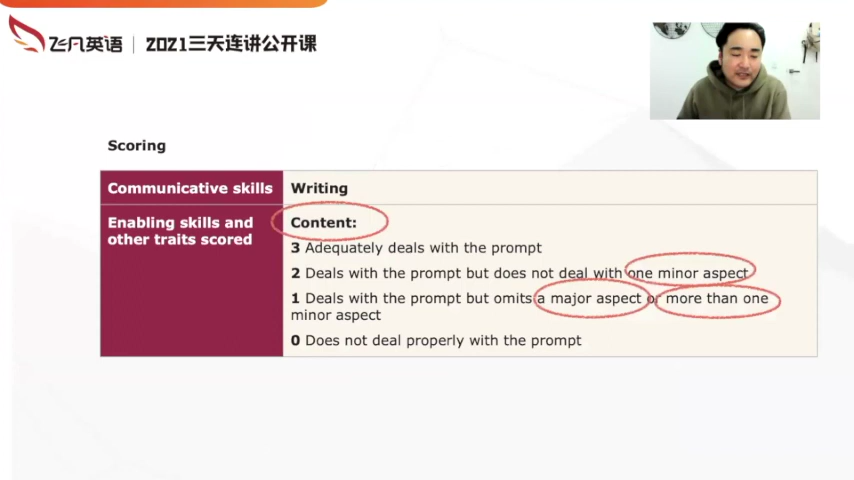 飞凡英语 | 2021三天连讲公开课
Scoring
Communicative skills Writing
Enabling skills and
other traits scored
Content:
3 Adequately deals with the prompt
2 Deals with the prompt but does not deal with one minor aspect
1 Deals with the prompt but omits a major aspect or more than one
minor aspect
0 Does not deal properly with the prompt